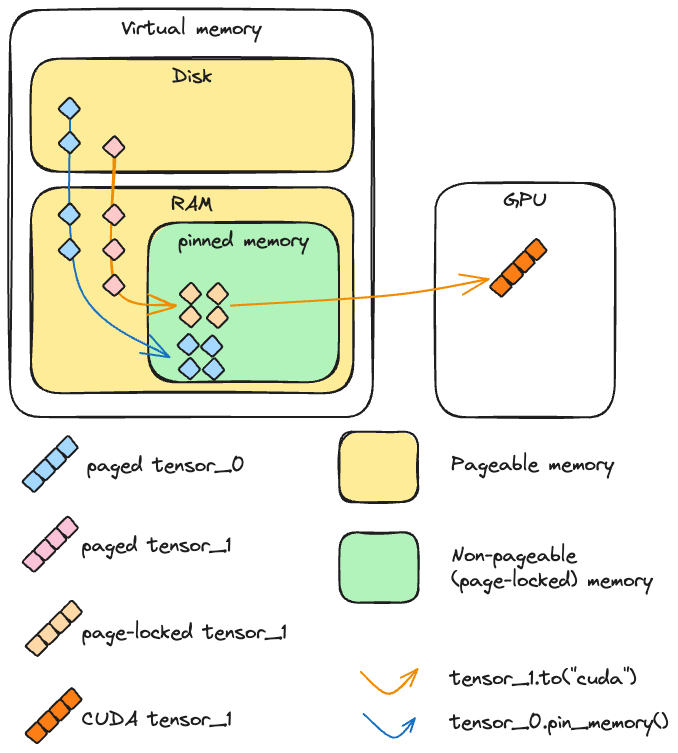 Virtual memory
Disk
RAM
pinned memory
GPU
paged tensor_0
Pageable memory
paged tensor_1
Non-pageable
(page-locked) memory
page-locked tensor_1
tensor_1.to("cuda")
CUDA tensor_1
tensor_0.pin_memory()